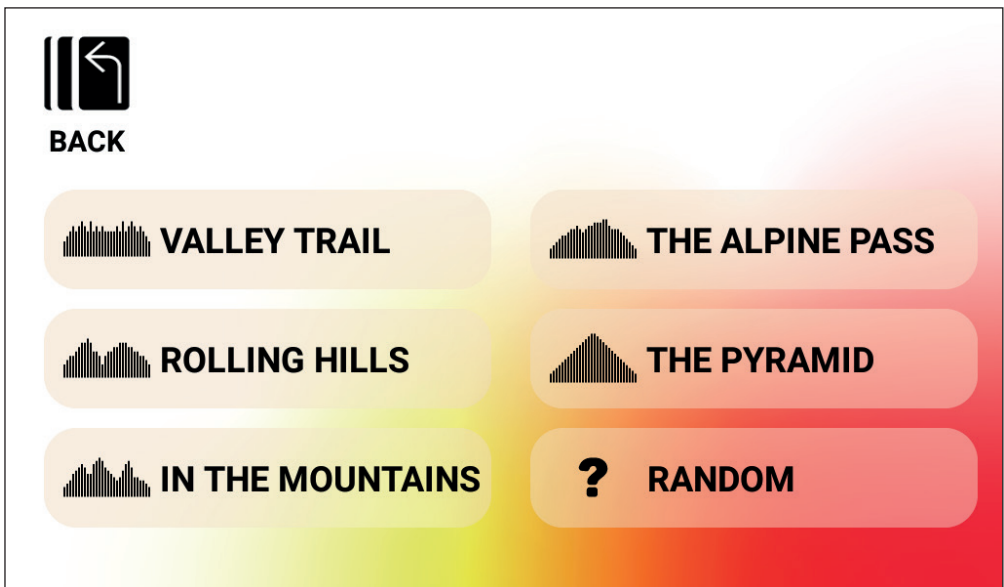 BACK
VALLEY TRAIL
THE ALPINE PASS
ROLLING HILLS
THE PYRAMID
IN THE MOUNTAINS
? RANDOM